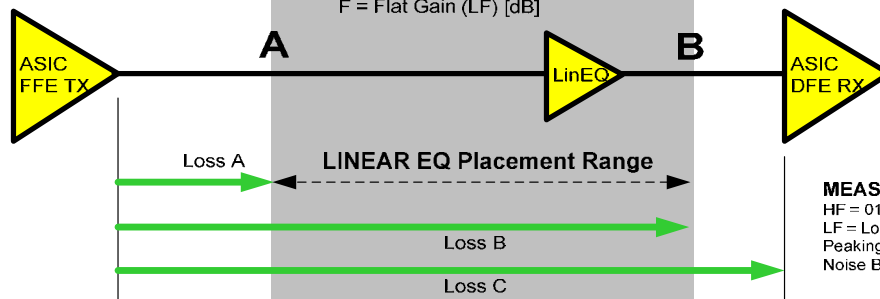 F = Flat Gain (LF) [dB]
A
B
ASIC
FFE TX
LinEQ
ASIC
DFE RX
Loss A
LINEAR EQ Placement Range
Loss B
Loss C
MEAS
HF = 01
LF = Lo
Peaking
Noise B